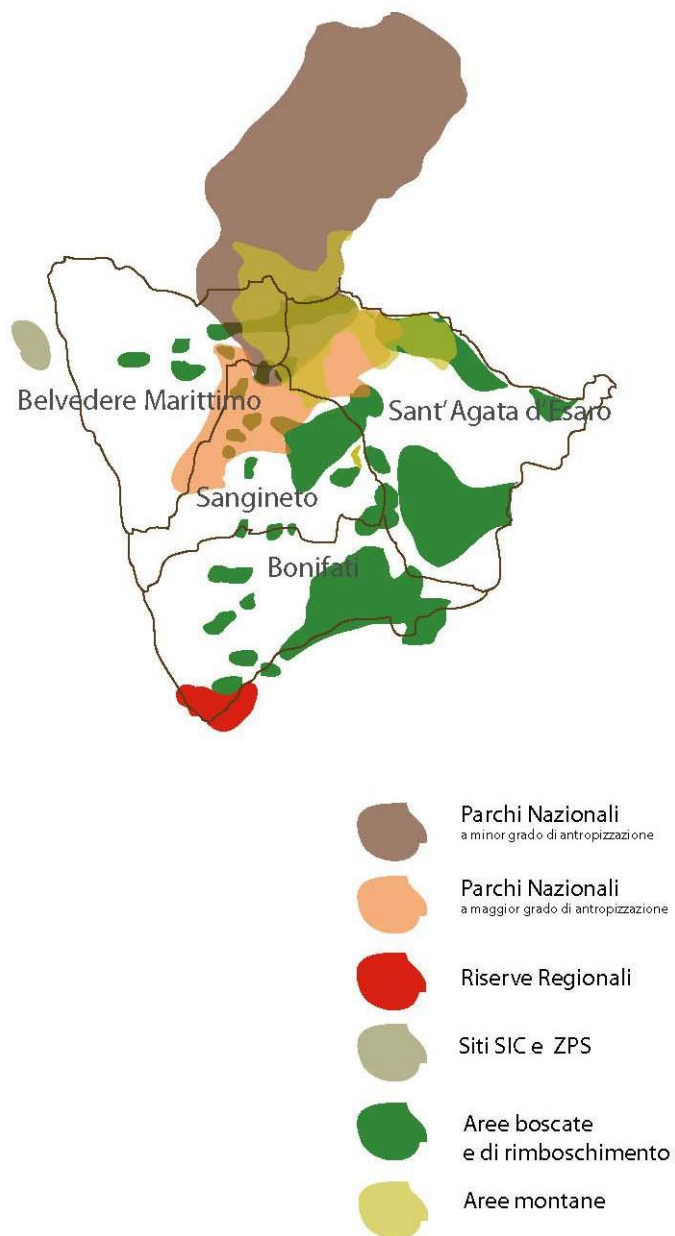 Belvedere Marittimo
Sant'Agata d'Esaro
Sangineto
Bonifati
Parchi Nazionali
a minor grado di antropizzazione
Parchi Nazionali
a maggior grado di antropizzazione
Riserve Regionali
Siti SIC e ZPS
Aree boscate
e di rimboschimento
Aree montane